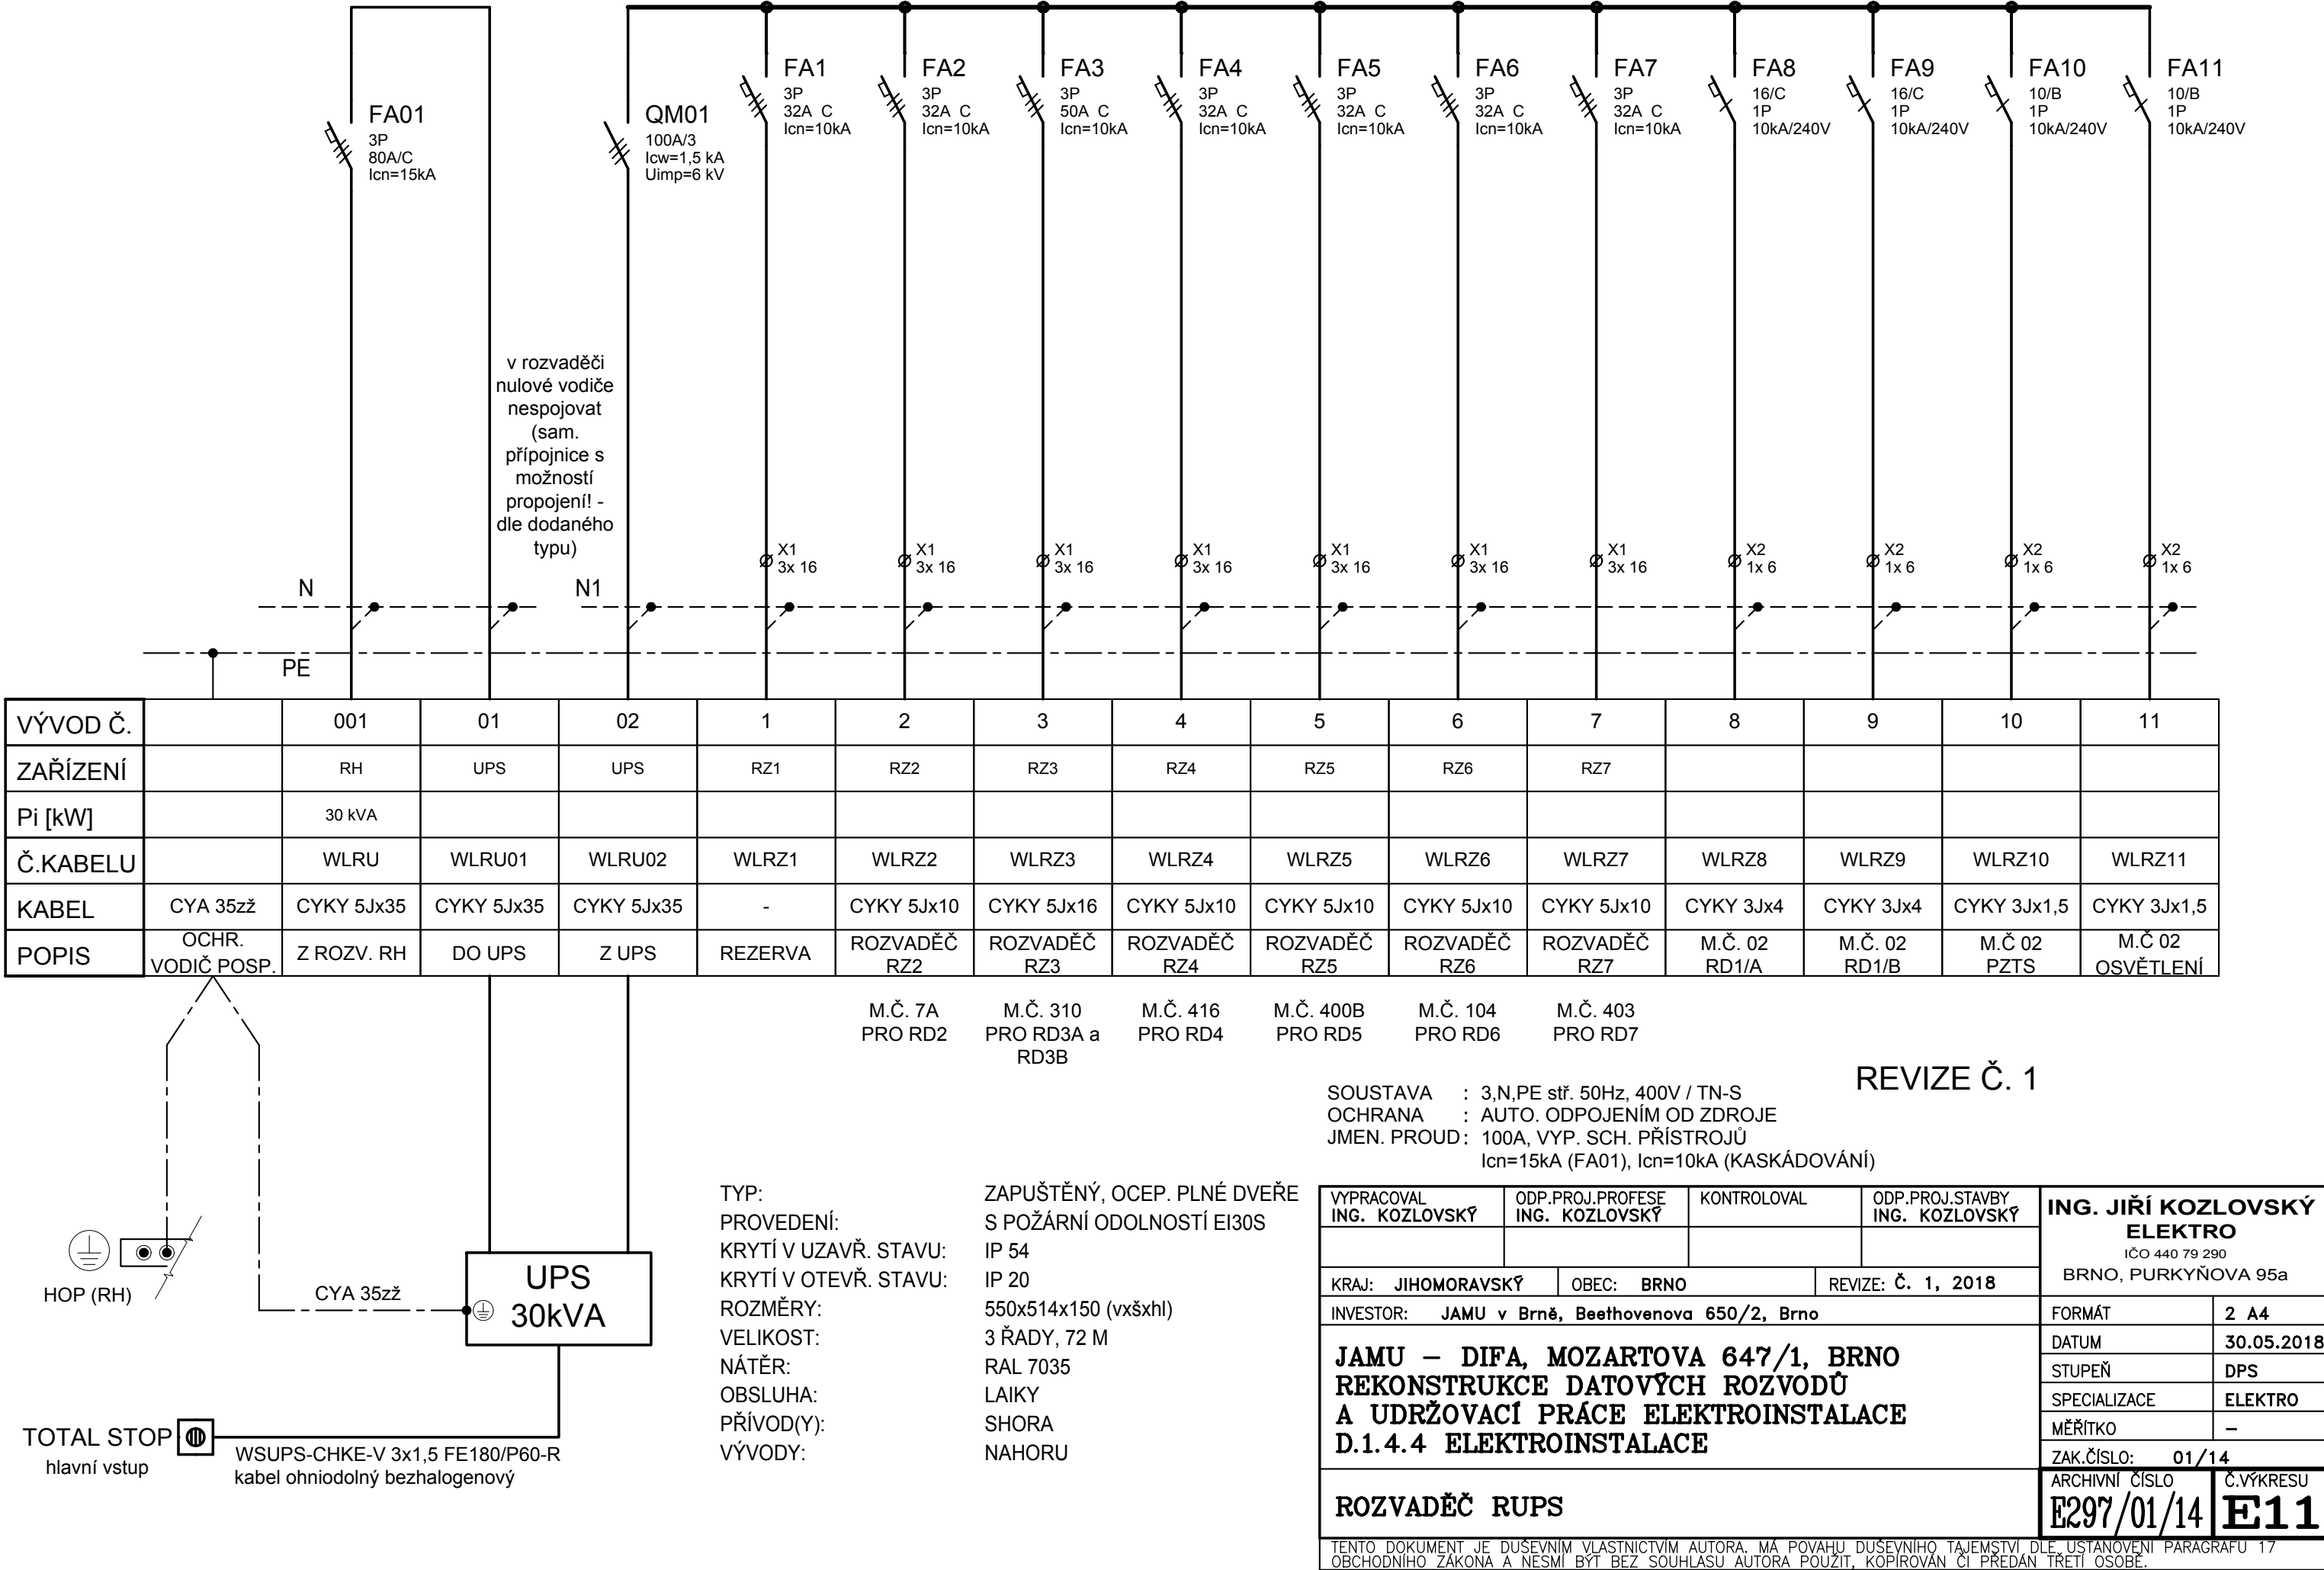 FA01
3P
80A/C
Icn=15kA
QM01
100A/3
Icw=1,5 kA
Uimp=6 kV
FA1
3P
32A C
Icn=10kA
FA2
3P
32A C
Icn=10kA
FA3
3P
50A C
Icn=10kA
FA4
3P
32A C
Icn=10kA
FA5
3P
32A C
Icn=10kA
FA6
3P
32A C
Icn=10kA
FA7
3P
32A C
Icn=10kA
FA8
16/C
1P
10kA/240V
FA9
16/C
1P
10kA/240V
FA10
10/B
1P
10kA/240V
FA11
10/B
1P
10kA/240V
v rozvaděči
nulové vodiče
nespojovat
(sam.
přípojnice s
možností
propojení! -
dle dodaného
typu)
X1
3x 16
X1
3x 16
X1
3x 16
X1
3x 16
X1
3x 16
X1
3x 16
X1
3x 16
X2
1x 6
X2
1x 6
X2
1x 6
X2
1x 6
N
N1
PE
VÝVOD Č. 001 01 02 1 2 3 4 5 6 7 8 9 10 11
ZAŘÍZENÍ RH UPS UPS RZ1 RZ2 RZ3 RZ4 RZ5 RZ6 RZ7
Pi [kW] 30 kVA
Č.KABELU WLRU WLRU01 WLRU02 WLRZ1 WLRZ2 WLRZ3 WLRZ4 WLRZ5 WLRZ6 WLRZ7 WLRZ8 WLRZ9 WLRZ10 WLRZ11
KABEL CYA 35zž CYKY 5Jx35 CYKY 5Jx35 CYKY 5Jx35 - CYKY 5Jx10 CYKY 5Jx16 CYKY 5Jx10 CYKY 5Jx10 CYKY 5Jx10 CYKY 5Jx10 CYKY 3Jx4 CYKY 3Jx4 CYKY 3Jx1,5 CYKY 3Jx1,5
POPIS
OCHR.
VODIČ POSP.
Z ROZV. RH
DO UPS
Z UPS
REZERVA
ROZVADĚČ
RZ2
ROZVADĚČ
RZ3
ROZVADĚČ
RZ4
ROZVADĚČ
RZ5
ROZVADĚČ
RZ6
ROZVADĚČ
RZ7
M.Č. 02
RD1/A
M.Č. 02
RD1/B
M.Č 02
PZTS
M.Č 02
OSVĚTLENÍ
M.Č. 7A
PRO RD2
M.Č. 310
PRO RD3A a
RD3B
M.Č. 416
PRO RD4
M.Č. 400B
PRO RD5
M.Č. 104
PRO RD6
M.Č. 403
PRO RD7
REVIZE Č. 1
SOUSTAVA : 3,N,PE stř. 50Hz, 400V / TN-S
OCHRANA : AUTO. ODPOJENÍM OD ZDROJE
JMEN. PROUD: 100A, VYP. SCH. PŘÍSTROJŮ
Icn=15kA (FA01), Icn=10kA (KASKÁDOVÁNÍ)
HOP (RH)
CYA 35zž
UPS
30kVA
TOTAL STOP
hlavní vstup
WSUPS-CHKE-V 3x1,5 FE180/P60-R
kabel ohniodolný bezhalogenový
TYP: ZAPUŠTĚNÝ, OCEP. PLNÉ DVEŘE
PROVEDENÍ: S POŽÁRNÍ ODOLNOSTÍ EI30S
KRYTÍ V UZAVŘ. STAVU: IP 54
KRYTÍ V OTEVŘ. STAVU: IP 20
ROZMĚRY: 550x514x150 (vxšxhl)
VELIKOST: 3 ŘADY, 72 M
NÁTĚR: RAL 7035
OBSLUHA: LAIKY
PŘÍVOD(Y): SHORA
VÝVODY: NAHORU
VYPRACOVAL
ING. KOZLOVSKÝ
ODP.PROJ.PROFESE
ING. KOZLOVSKÝ
KONTROLOVAL
ODP.PROJ.STAVBY
ING. KOZLOVSKÝ
ING. JIŘÍ KOZLOVSKÝ
ELEKTRO
IČO 440 79 290
BRNO, PURKYŇOVA 95a
KRAJ: JIHOMORAVSKÝ OBEC: BRNO REVIZE: Č. 1, 2018
INVESTOR: JAMU v Brně, Beethovenova 650/2, Brno
JAMU – DIFA, MOZARTOVA 647/1, BRNO
REKONSTRUKCE DATOVÝCH ROZVODŮ
A UDRŽOVACÍ PRÁCE ELEKTROINSTALACE
D.1.4.4 ELEKTROINSTALACE
FORMÁT 2 A4
DATUM 30.05.2018
STUPEŇ DPS
SPECIALIZACE ELEKTRO
MĚŘÍTKO –
ZAK.ČÍSLO: 01/14
ROZVADĚČ RUPS
ARCHIVNÍ ČÍSLO
E297/01/14
Č.VÝKRESU
E11
TENTO DOKUMENT JE DUŠEVNÍM VLASTNICTVÍM AUTORA. MÁ POVAHU DUŠEVNÍHO TAJEMSTVÍ DLE USTANOVENÍ PARAGRAFU 17
OBCHODNÍHO ZÁKONA A NESMÍ BÝT BEZ SOUHLASU AUTORA POUŽIT, KOPÍROVÁN ČI PŘEDÁN TŘETÍ OSOBĚ.